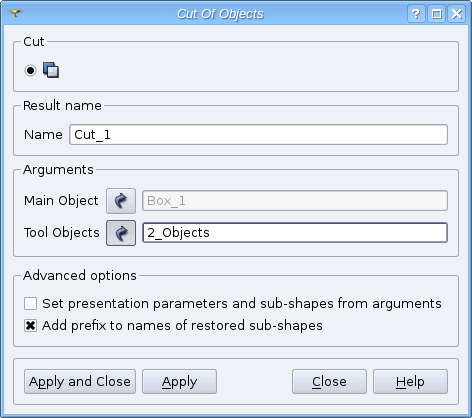 Cut Of Objects
Cut
Result name
Name Cut_1
Arguments
Main Object Box_1
Tool Objects 2_Objects
Advanced options
Set presentation parameters and sub-shapes from arguments
Add prefix to names of restored sub-shapes
Apply and Close Apply Close Help